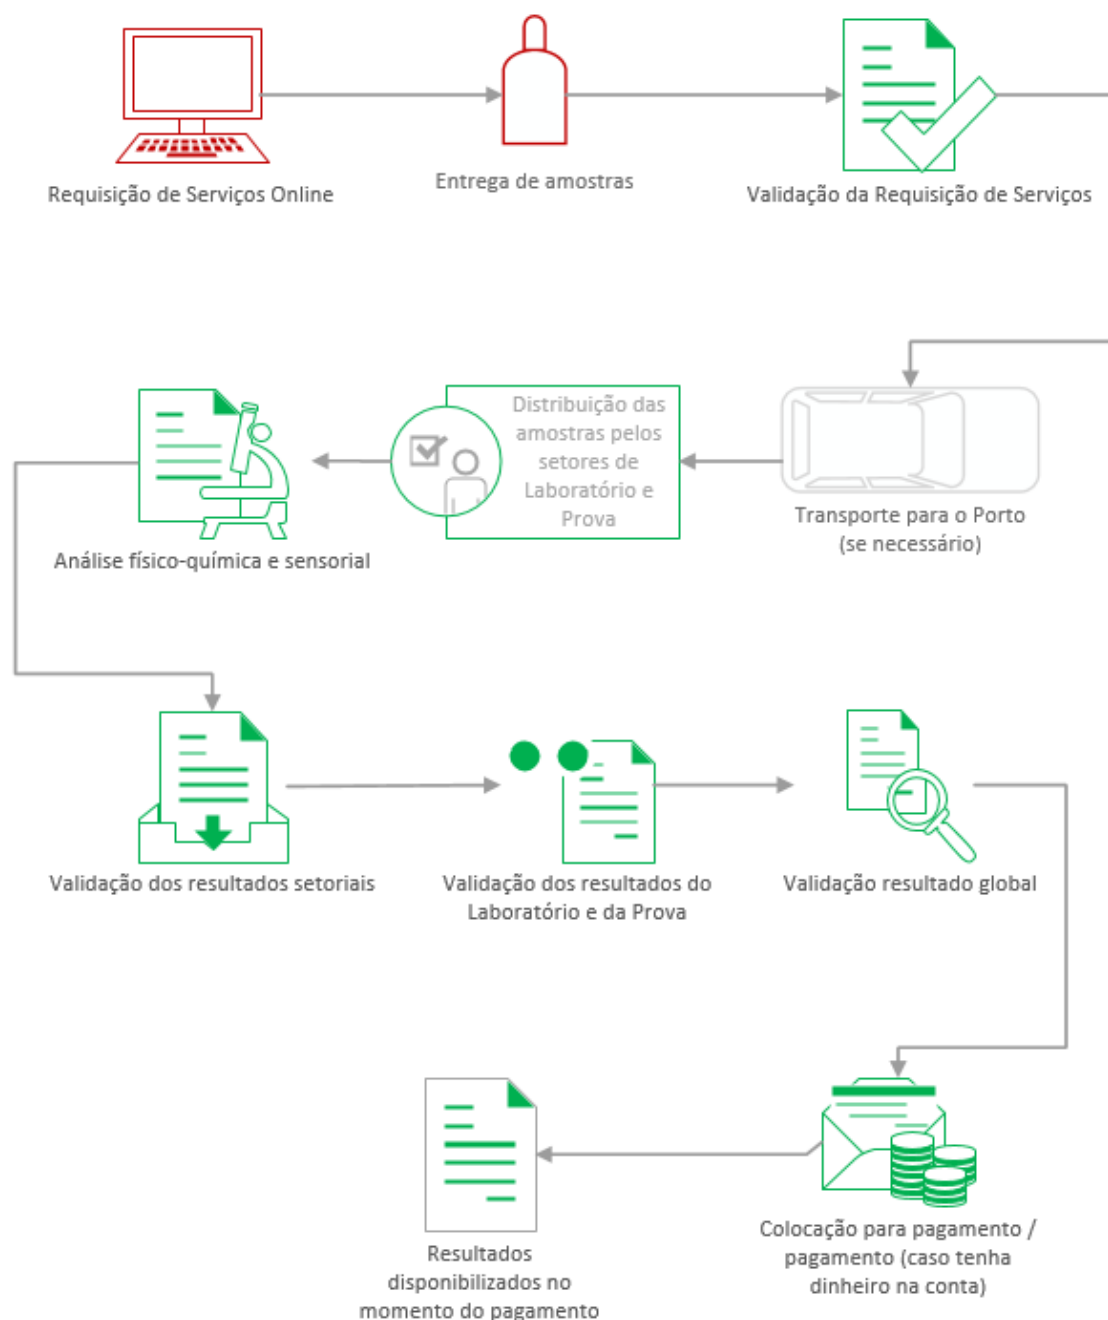 Requisição de Serviços Online
Entrega de amostras
Validação da Requisição de Serviços
Análise físico-química e sensorial
Distribuição das
amostras pelos
setores de
Laboratório e
Prova
Transporte para o Porto
(se necessário)
Validação dos resultados setoriais
Validação dos resultados do
Laboratório e da Prova
Validação resultado global
Resultados
disponibilizados no
momento do pagamento
Colocação para pagamento /
pagamento (caso tenha
dinheiro na conta)